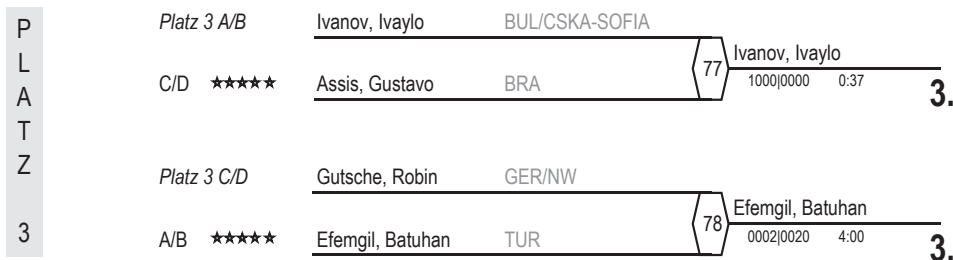 PLATZ 3
Platz 3 A/B Ivanov, Ivaylo BUL/CSKA-SOFIA
77 Ivanov, Ivaylo
C/D ★★★★★ Assis, Gustavo BRA
1000|0000 0:37
3.
Platz 3 C/D Gutsche, Robin GER/NW
78 Efemgil, Batuhan
A/B ★★★★★ Efemgil, Batuhan TUR
0002|0020 4:00
3.